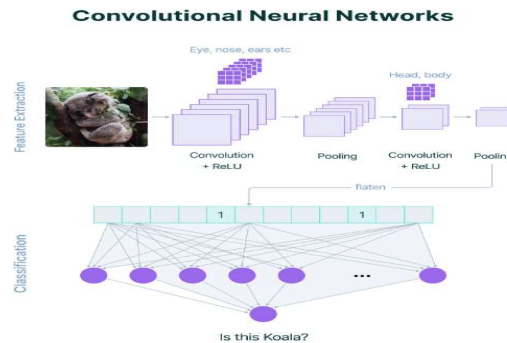 Convolutional Neural Networks
Eye, nose, ears etc
Head, body
Feature Extraction
Convolution
+ ReLU
Pooling
Convolution
+ ReLU
Poolin
flaten
1
1
Classification
...
Is this Koala?